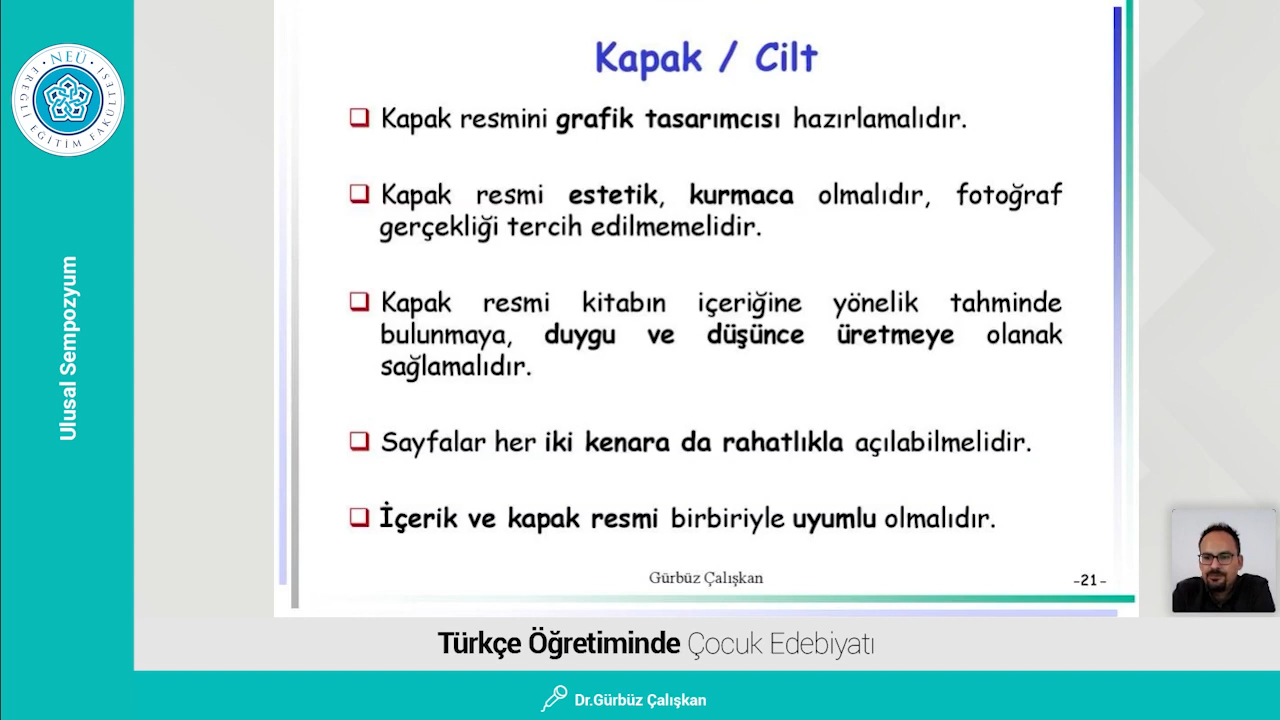 NEÜ
EREĞLİ EĞİTİM FAKÜLTESİ
Ulusal Sempozyum
Kapak / Cilt
Kapak resmini grafik tasarımcısı hazırlamalıdır.
Kapak resmi estetik, kurmaca olmalıdır, fotoğraf
gerçekliği tercih edilmemelidir.
Kapak resmi kitabın içeriğine yönelik tahminde
bulunmaya, duygu ve düşünce üretmeye olanak
sağlamalıdır.
Sayfalar her iki kenara da rahatlıkla açılabilmelidir.
İçerik ve kapak resmi birbiriyle uyumlu olmalıdır.
Gürbüz Çalışkan
-21-
Türkçe Öğretiminde Çocuk Edebiyatı
Dr.Gürbüz Çalışkan